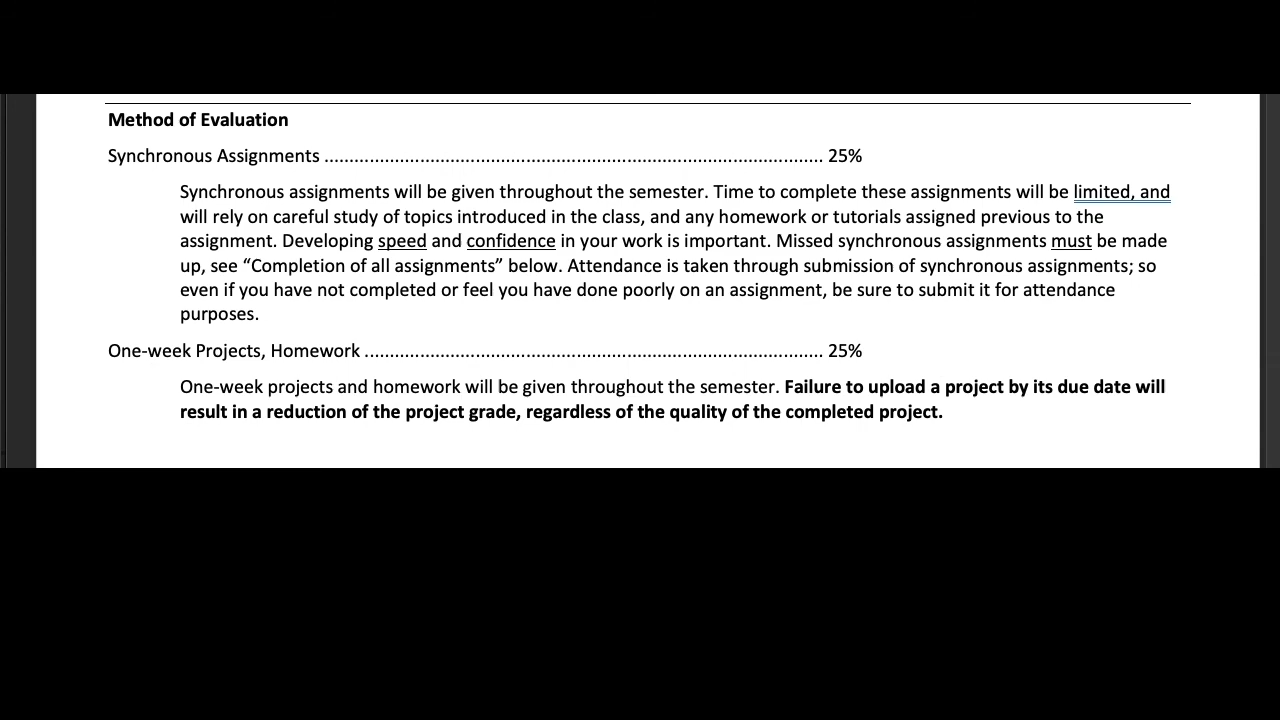 Method of Evaluation
Synchronous Assignments ................................................................................................... 25%
Synchronous assignments will be given throughout the semester. Time to complete these assignments will be limited, and
will rely on careful study of topics introduced in the class, and any homework or tutorials assigned previous to the
assignment. Developing speed and confidence in your work is important. Missed synchronous assignments must be made
up, see “Completion of all assignments” below. Attendance is taken through submission of synchronous assignments; so
even if you have not completed or feel you have done poorly on an assignment, be sure to submit it for attendance
purposes.
One-week Projects, Homework ........................................................................................... 25%
One-week projects and homework will be given throughout the semester. Failure to upload a project by its due date will
result in a reduction of the project grade, regardless of the quality of the completed project.